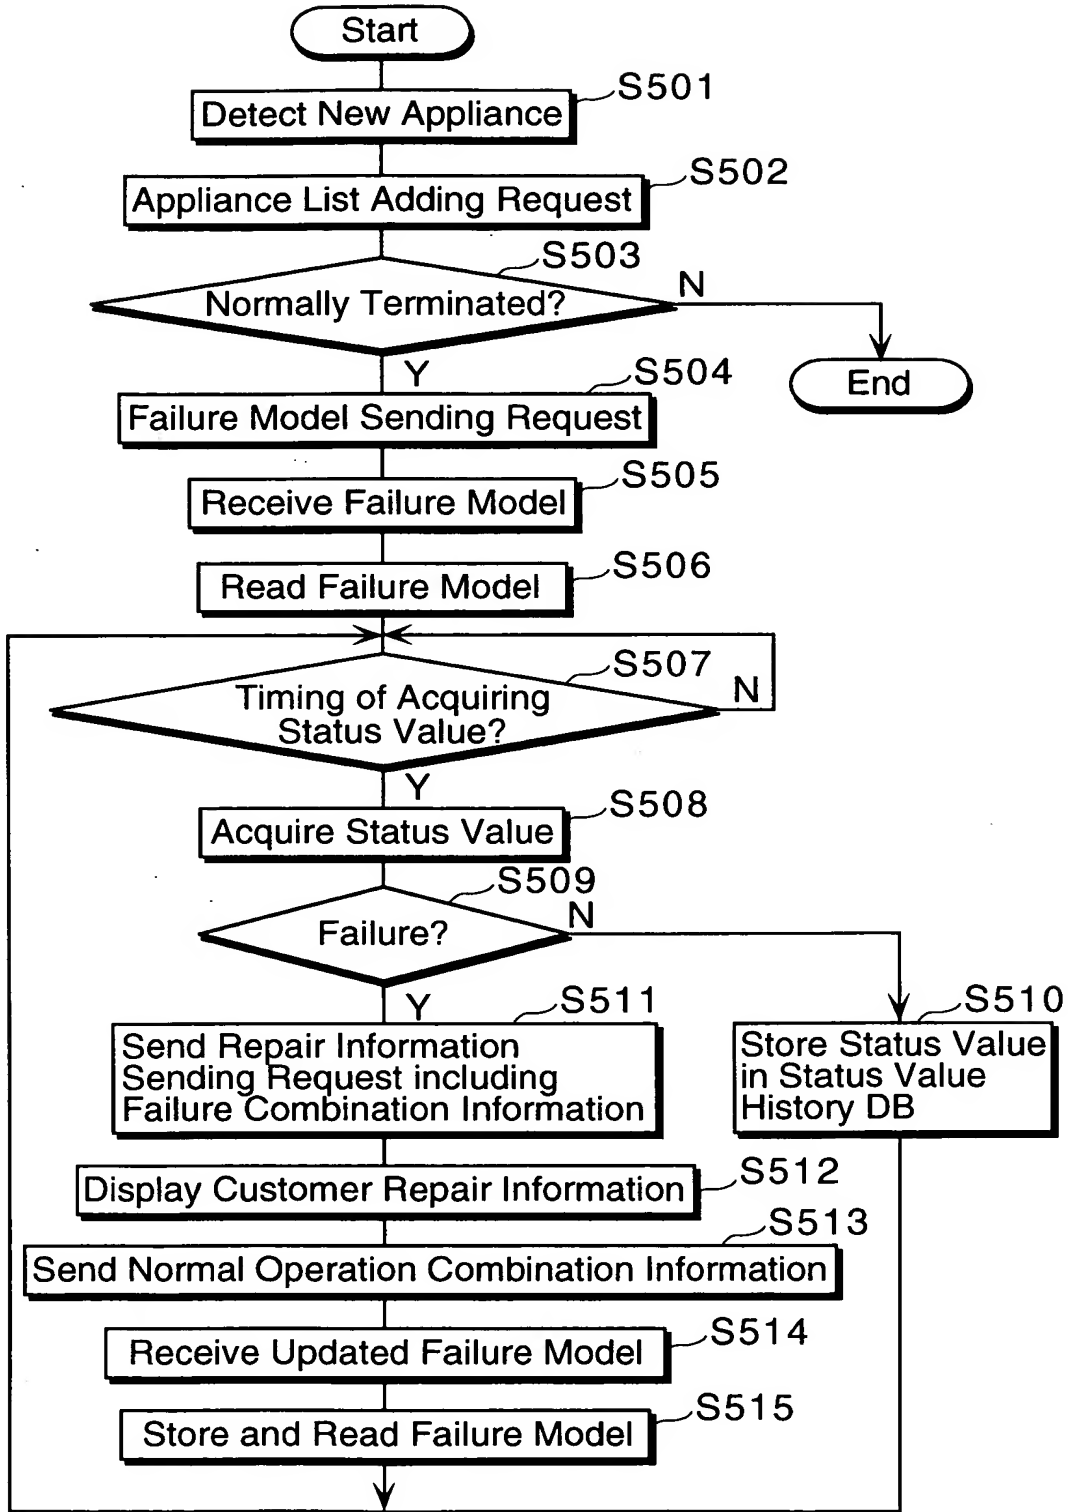 Start
S501
Detect New Appliance
S502
Appliance List Adding Request
S503
Normally Terminated?
N
End
Y
S504
Failure Model Sending Request
S505
Receive Failure Model
S506
Read Failure Model
S507
Timing of Acquiring
Status Value?
N
Y
S508
Acquire Status Value
S509
Failure?
N
Y
S511
Send Repair Information
Sending Request including
Failure Combination Information
S510
Store Status Value
in Status Value
History DB
S512
Display Customer Repair Information
S513
Send Normal Operation Combination Information
S514
Receive Updated Failure Model
S515
Store and Read Failure Model